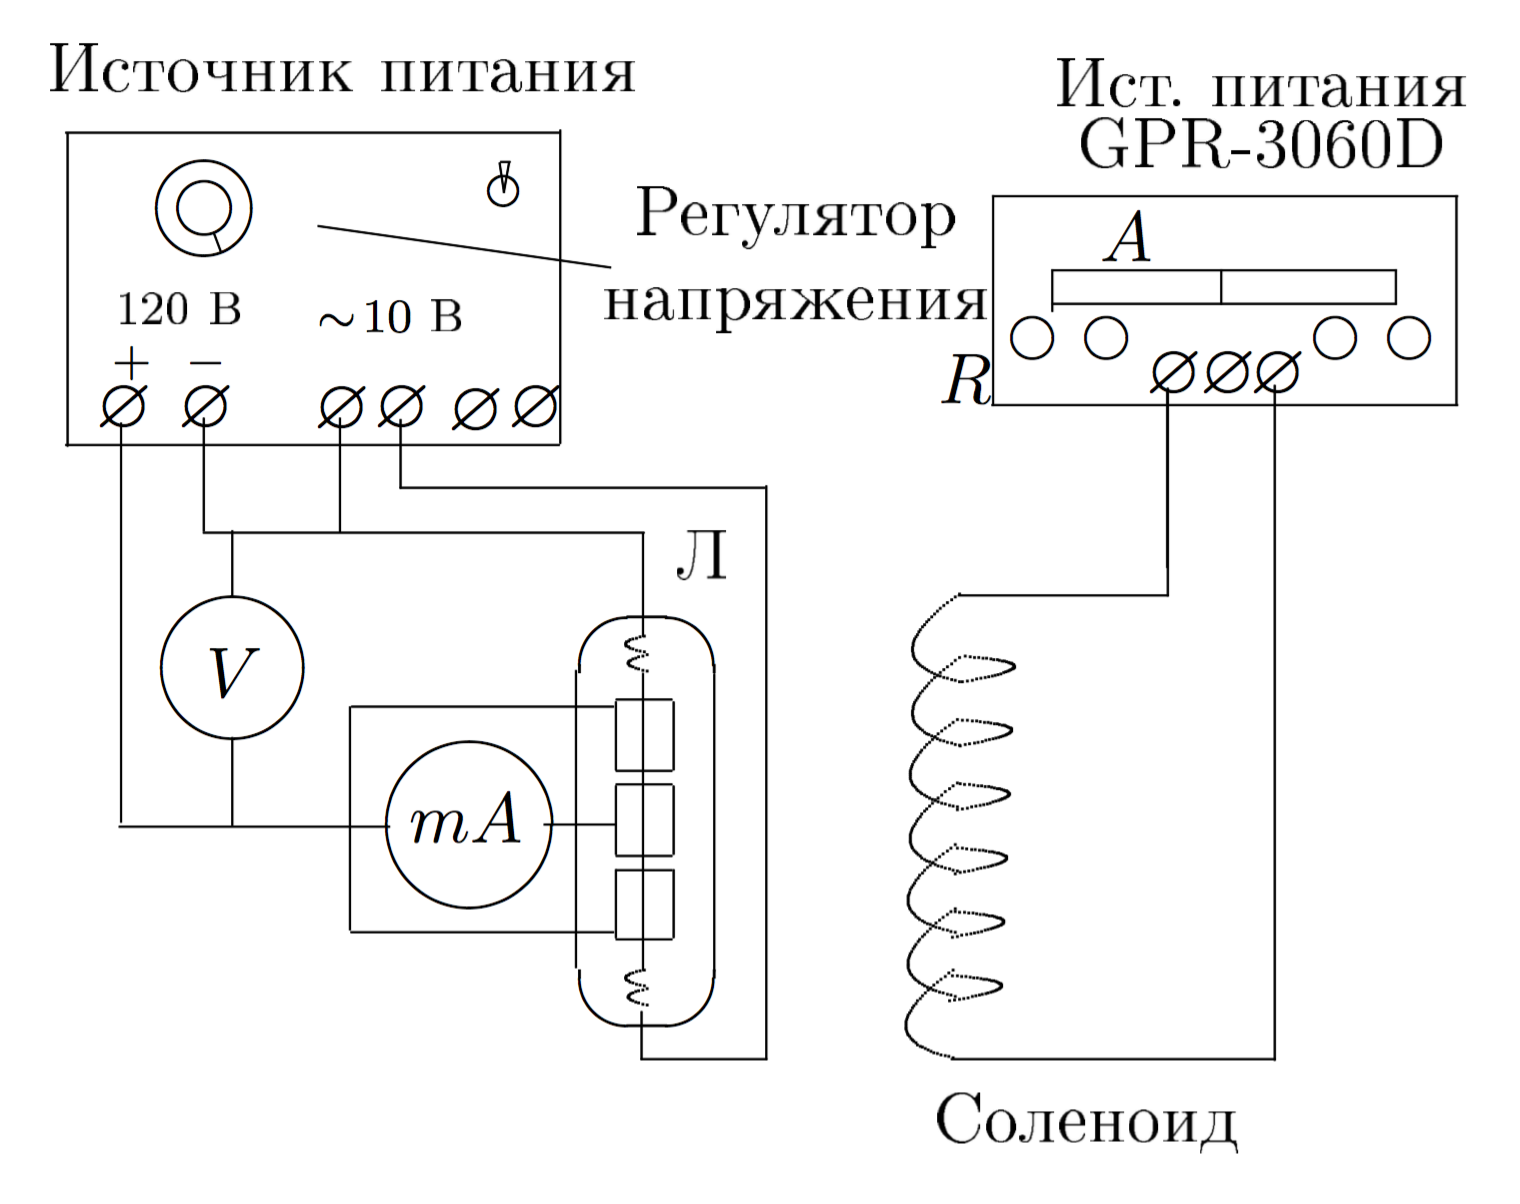 Источник питания
Ист. питания
GPR-3060D
Регулятор
напряжения
A
120 В
~10 В
+ −
R
Л
V
mA
Соленоид